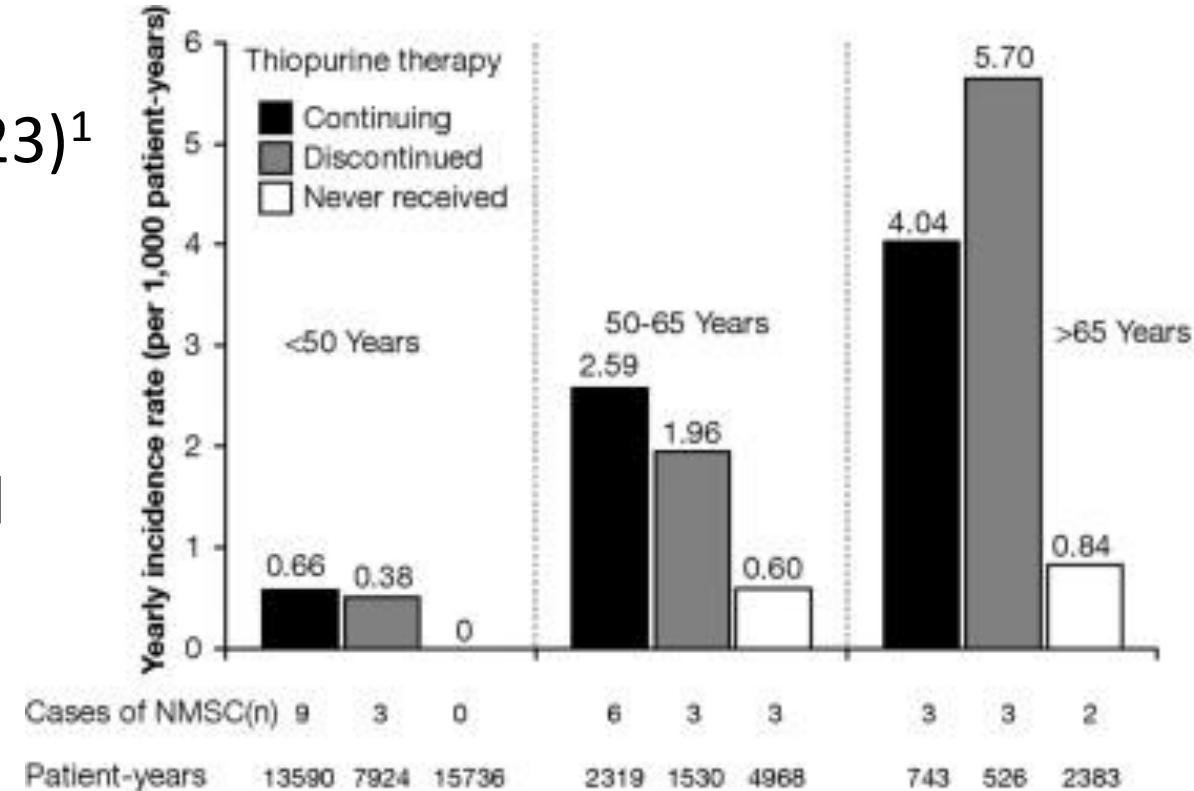 23)¹
Yearly incidence rate (per 1,000 patient-years)
6
5
4
3
2
1
0
Thiopurine therapy
Continuing
Discontinued
Never received
<50 Years
50-65 Years
>65 Years
0.66 0.38 0
2.59 1.96 0.60
4.04 5.70 0.84
Cases of NMSC(n) 9 3 0 6 3 3 3 3 2
Patient-years 13590 7924 15736 2319 1530 4968 743 526 2383